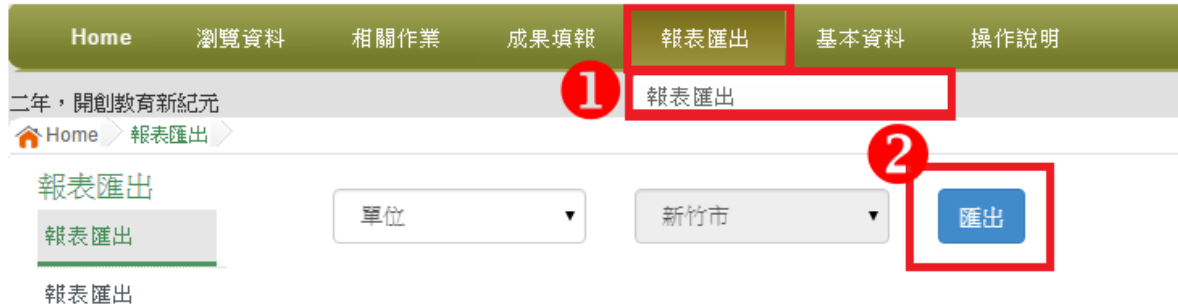 Home 瀏覽資料 相關作業 成果填報 報表匯出 基本資料 操作說明
1 報表匯出
二年，開創教育新紀元
Home 報表匯出
2
報表匯出
單位 新竹市 匯出
報表匯出
報表匯出